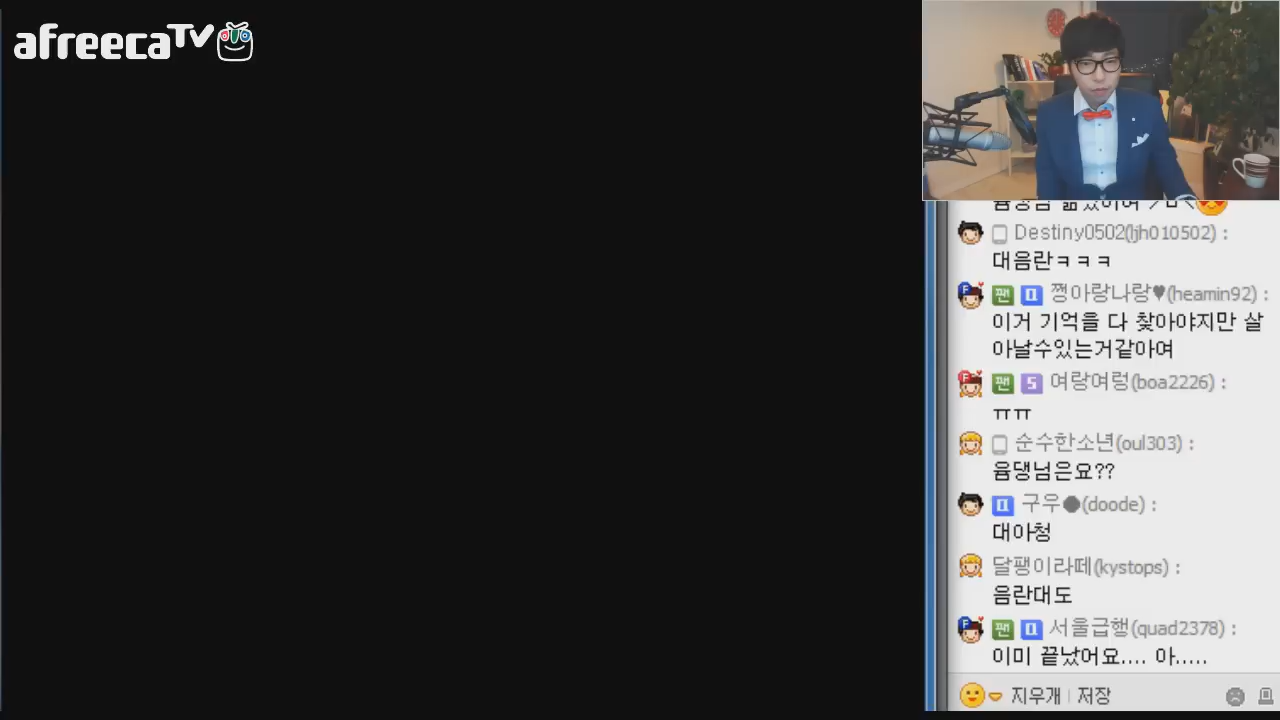 afreecaTV
Destiny0502(ljh010502) :
대음란ㅋㅋㅋ
팬 a 쩡아랑나랑♥(heamin92) :
이거 기억을 다 찾아야지만 살
아날수있는거같아여
팬 S 여랑여렁(boa2226) :
ㅠㅠ
순수한소년(oul303) :
윰댕님은요??
a 구우●(doode) :
대아청
달팽이라떼(kystops) :
음란대도
팬 a 서울급행(quad2378) :
이미 끝났어요.... 아.....
지우개 | 저장